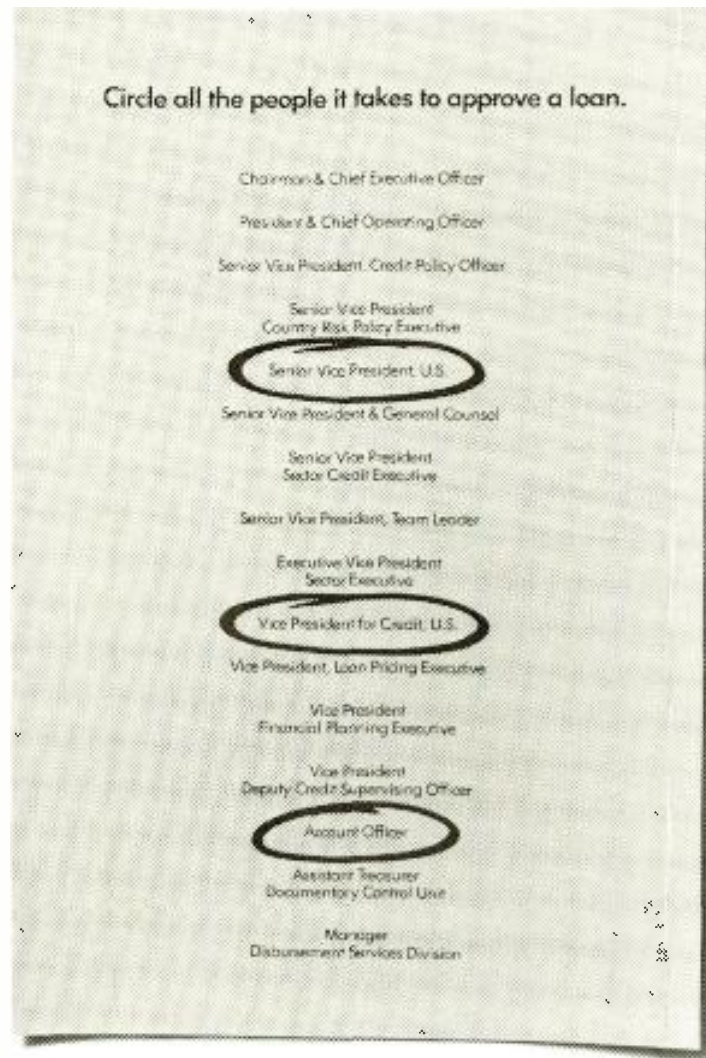 Circle all the people it takes to approve a loan.
Chairman & Chief Executive Officer
President & Chief Operating Officer
Senior Vice President, Credit Policy Officer
Senior Vice President
Country Risk Policy Executive
Senior Vice President, U.S.
Senior Vice President & General Counsel
Senior Vice President
Sector Credit Executive
Senior Vice President, Team Leader
Executive Vice President
Sector Executive
Vice President for Credit, U.S.
Vice President, Loan Pricing Executive
Vice President
Financial Planning Executive
Vice President
Deputy Credit Supervising Officer
Account Officer
Assistant Treasurer
Documentary Control Unit
Manager
Disbursement Services Division